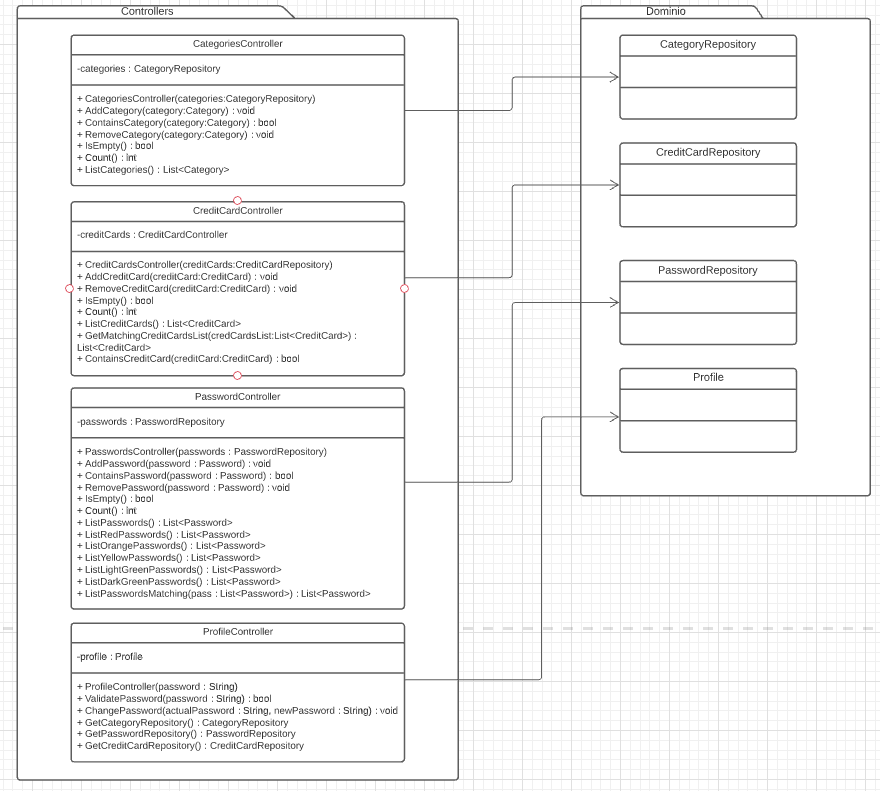 Controllers
CategoriesController
-categories : CategoryRepository
+ CategoriesController(categories:CategoryRepository)
+ AddCategory(category:Category) : void
+ ContainsCategory(category:Category) : bool
+ RemoveCategory(category:Category) : void
+ IsEmpty() : bool
+ Count() : int
+ ListCategories() : List<Category>
CreditCardController
-creditCards : CreditCardController
+ CreditCardsController(creditCards:CreditCardRepository)
+ AddCreditCard(creditCard:CreditCard) : void
+ RemoveCreditCard(creditCard:CreditCard) : void
+ IsEmpty() : bool
+ Count() : int
+ ListCreditCards() : List<CreditCard>
+ GetMatchingCreditCardsList(credCardsList:List<CreditCard>) :
List<CreditCard>
+ ContainsCreditCard(creditCard:CreditCard) : bool
PasswordController
-passwords : PasswordRepository
+ PasswordsController(passwords : PasswordRepository)
+ AddPassword(password : Password) : void
+ ContainsPassword(password : Password) : bool
+ RemovePassword(password : Password) : void
+ IsEmpty() : bool
+ Count() : int
+ ListPasswords() : List<Password>
+ ListRedPasswords() : List<Password>
+ ListOrangePasswords() : List<Password>
+ ListYellowPasswords() : List<Password>
+ ListLightGreenPasswords() : List<Password>
+ ListDarkGreenPasswords() : List<Password>
+ ListPasswordsMatching(pass : List<Password>) : List<Password>
ProfileController
-profile : Profile
+ ProfileController(password : String)
+ ValidatePassword(password : String) : bool
+ ChangePassword(actualPassword : String, newPassword : String) : void
+ GetCategoryRepository() : CategoryRepository
+ GetPasswordRepository() : PasswordRepository
+ GetCreditCardRepository() : CreditCardRepository
Dominio
CategoryRepository
CreditCardRepository
PasswordRepository
Profile